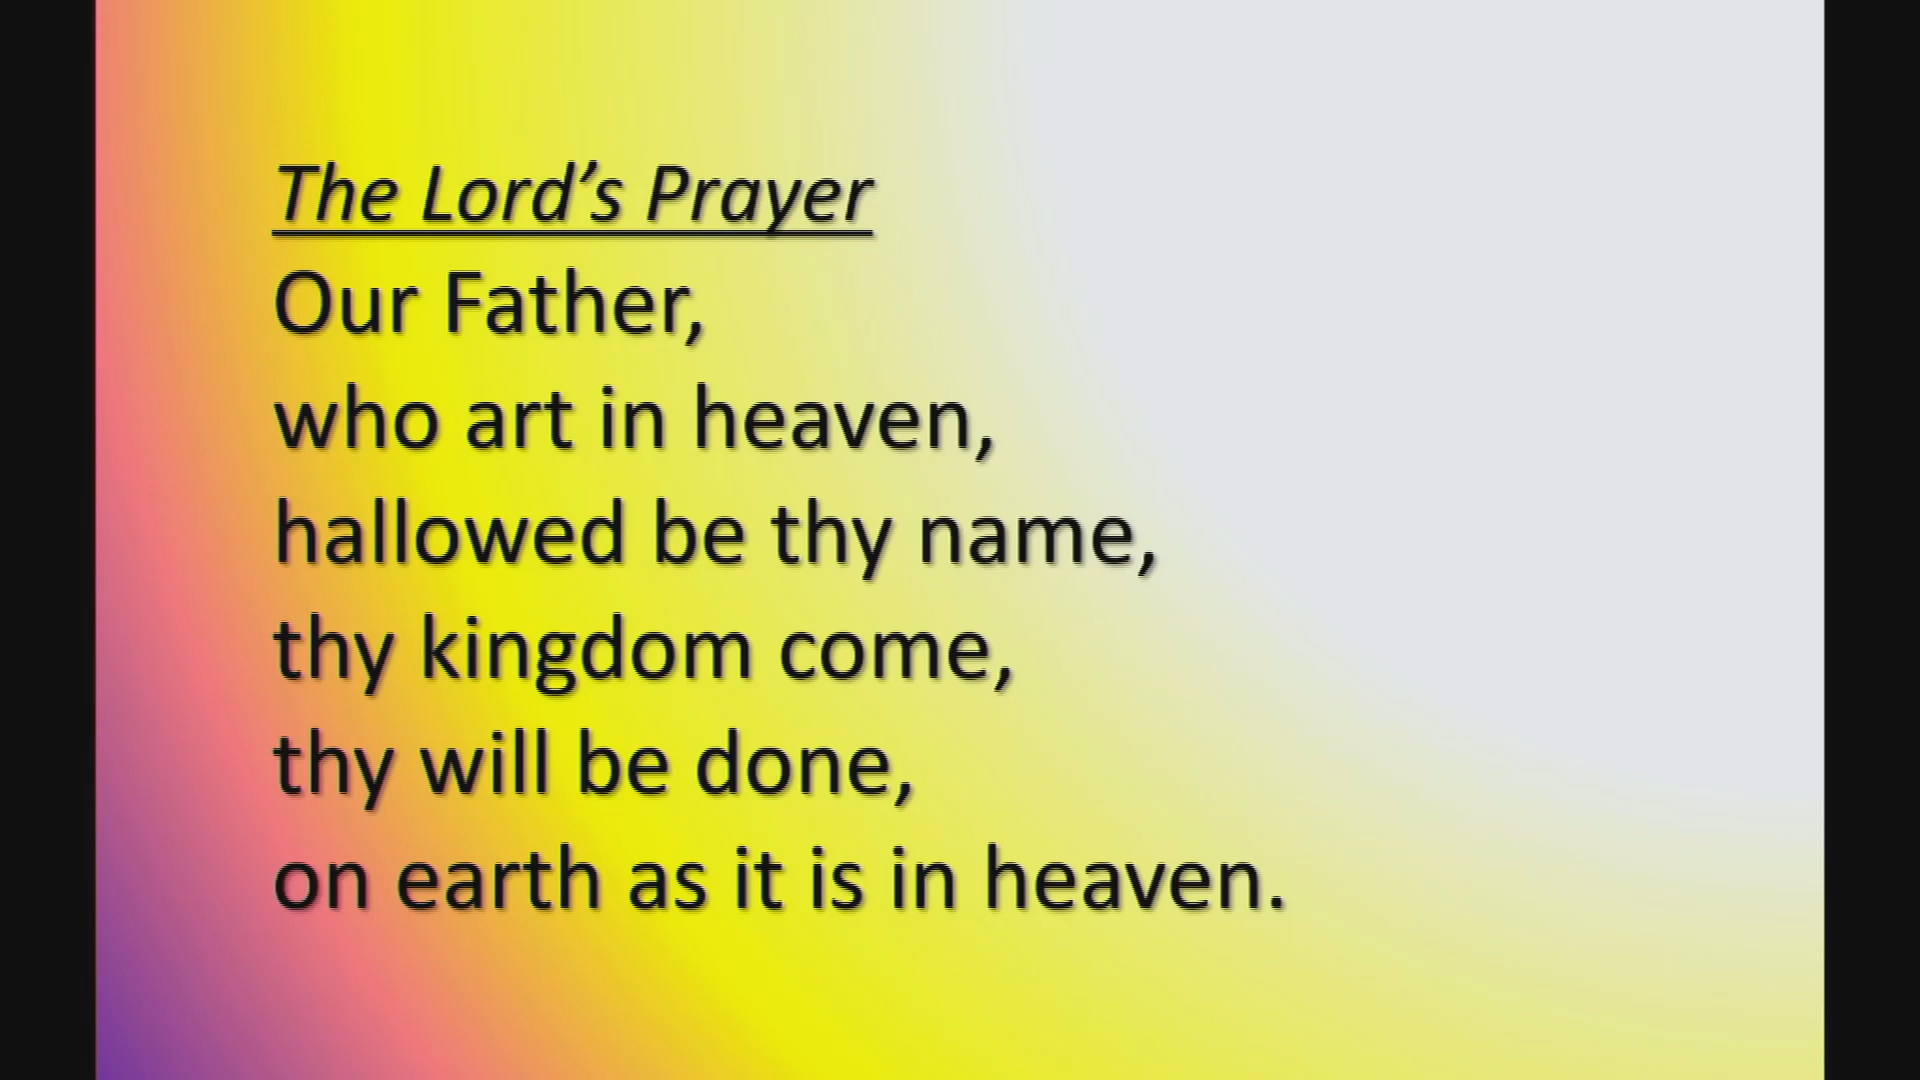 The Lord’s Prayer
Our Father,
who art in heaven,
hallowed be thy name,
thy kingdom come,
thy will be done,
on earth as it is in heaven.